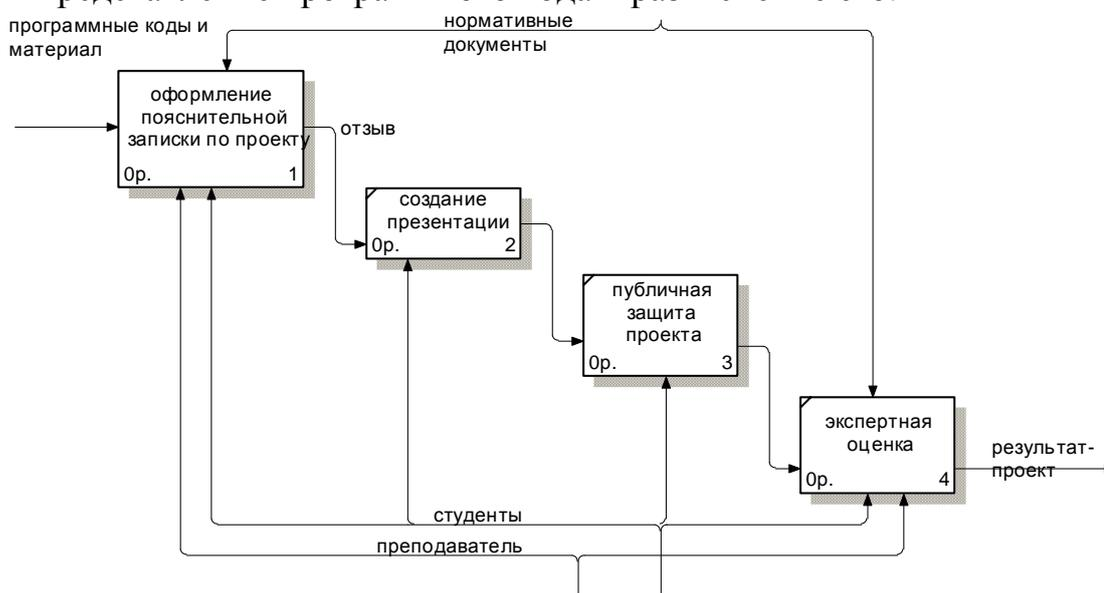 программные коды и
материал
нормативные
документы
оформление
пояснительной
записки по проекту
0р.
1
отзыв
создание
презентации
0р.
2
публичная
защита
проекта
0р.
3
экспертная
оценка
0р.
4
результат-
проект
студенты
преподаватель